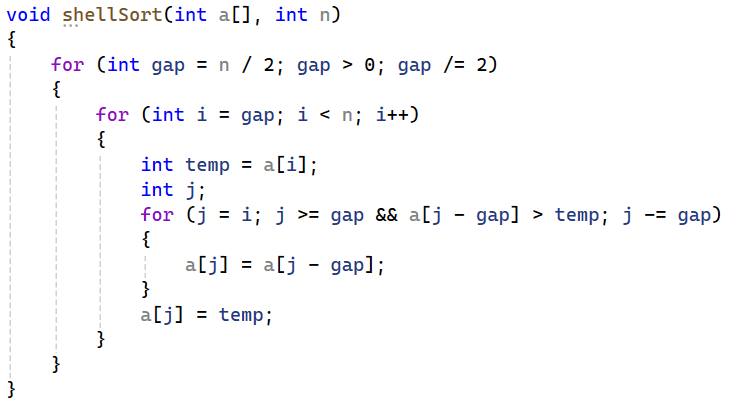 void shellSort(int a[], int n)
{
    for (int gap = n / 2; gap > 0; gap /= 2)
    {
        for (int i = gap; i < n; i++)
        {
            int temp = a[i];
            int j;
            for (j = i; j >= gap && a[j - gap] > temp; j -= gap)
            {
                a[j] = a[j - gap];
            }
            a[j] = temp;
        }
    }
}